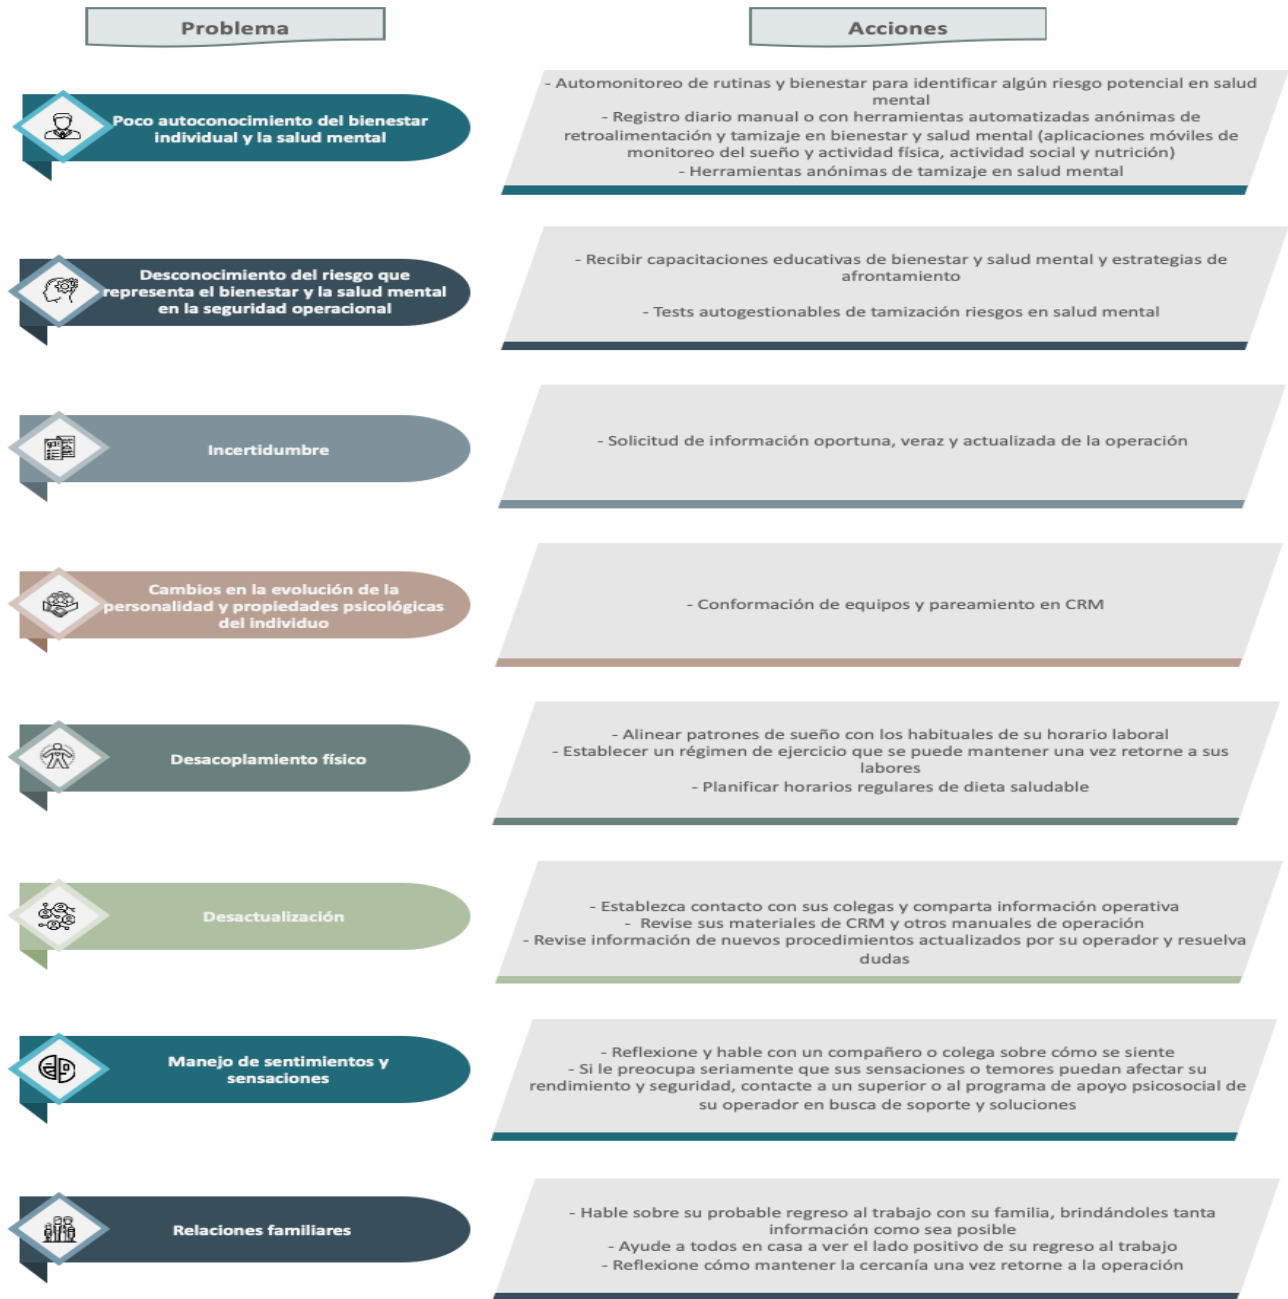 Problema
Acciones
Poco autoconocimiento del bienestar
individual y la salud mental
- Automonitoreo de rutinas y bienestar para identificar algún riesgo potencial en salud
mental
- Registro diario manual o con herramientas automatizadas anónimas de
retroalimentación y tamizaje en bienestar y salud mental (aplicaciones móviles de
monitoreo del sueño y actividad física, actividad social y nutrición)
- Herramientas anónimas de tamizaje en salud mental
Desconocimiento del riesgo que
representa el bienestar y la salud mental
en la seguridad operacional
- Recibir capacitaciones educativas de bienestar y salud mental y estrategias de
afrontamiento
- Tests autogestionables de tamización riesgos en salud mental
Incertidumbre
- Solicitud de información oportuna, veraz y actualizada de la operación
Cambios en la evolución de la
personalidad y propiedades psicológicas
del individuo
- Conformación de equipos y pareamiento en CRM
Desacoplamiento físico
- Alinear patrones de sueño con los habituales de su horario laboral
- Establecer un régimen de ejercicio que se puede mantener una vez retorne a sus
labores
- Planificar horarios regulares de dieta saludable
Desactualización
- Establezca contacto con sus colegas y comparta información operativa
- Revise sus materiales de CRM y otros manuales de operación
- Revise información de nuevos procedimientos actualizados por su operador y resuelva
dudas
Manejo de sentimientos y
sensaciones
- Reflexione y hable con un compañero o colega sobre cómo se siente
- Si le preocupa seriamente que sus sensaciones o temores puedan afectar su
rendimiento y seguridad, contacte a un superior o al programa de apoyo psicosocial de
su operador en busca de soporte y soluciones
Relaciones familiares
- Hable sobre su probable regreso al trabajo con su familia, brindándoles tanta
información como sea posible
- Ayude a todos en casa a ver el lado positivo de su regreso al trabajo
- Reflexione cómo mantener la cercanía una vez retorne a la operación